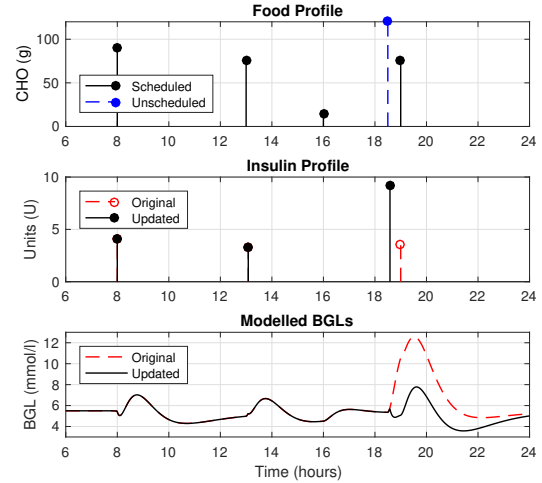 Food Profile
CHO (g)
100
50
0
Scheduled
Unscheduled
6 8 10 12 14 16 18 20 22 24
Insulin Profile
Units (U)
10
5
0
Original
Updated
6 8 10 12 14 16 18 20 22 24
Modelled BGLs
BGL (mmol/l)
12
10
8
6
4
Original
Updated
6 8 10 12 14 16 18 20 22 24
Time (hours)